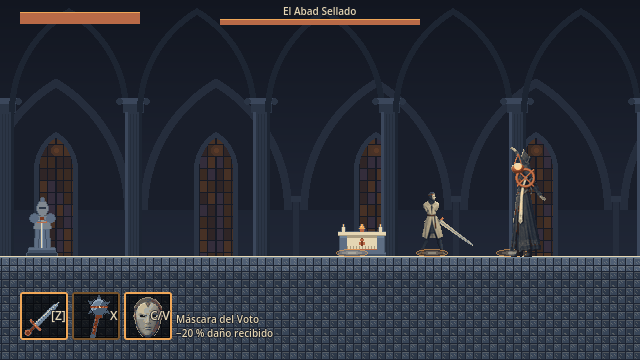 El Abad Sellado
[Z]
X
C/V
Máscara del Voto
−20 % daño recibido